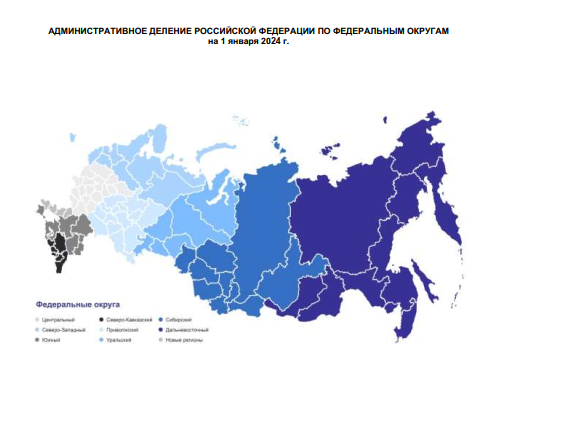 АДМИНИСТРАТИВНОЕ ДЕЛЕНИЕ РОССИЙСКОЙ ФЕДЕРАЦИИ ПО ФЕДЕРАЛЬНЫМ ОКРУГАМ
на 1 января 2024 г.
Федеральные округа
Центральный
Северо-Кавказский
Сибирский
Северо-Западный
Приволжский
Дальневосточный
Южный
Уральский
Новые регионы